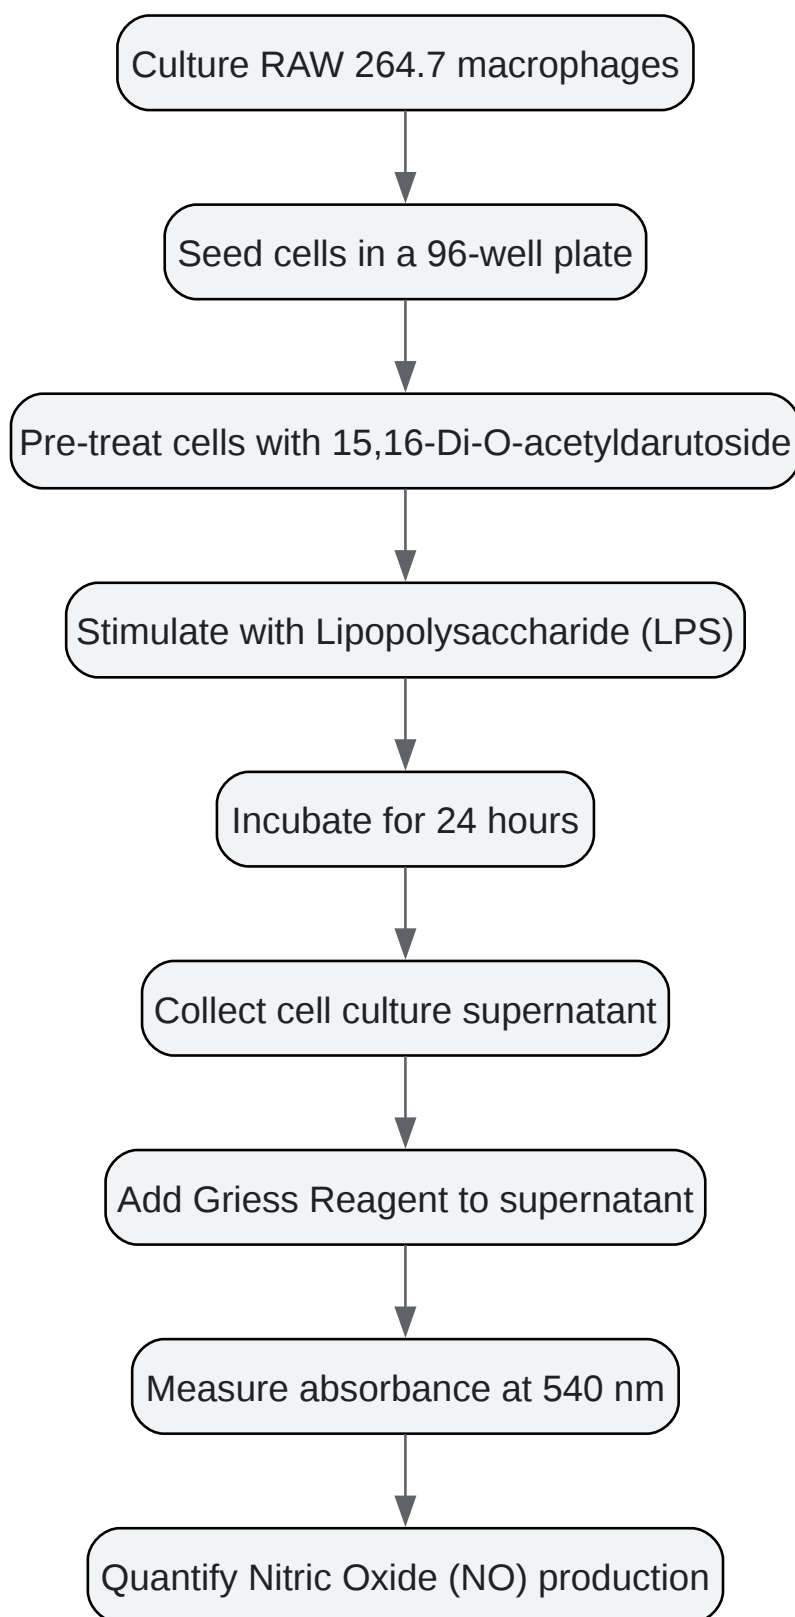 Culture RAW 264.7 macrophages
Seed cells in a 96-well plate
Pre-treat cells with 15,16-Di-O-acetyldarutoside
Stimulate with Lipopolysaccharide (LPS)
Incubate for 24 hours
Collect cell culture supernatant
Add Griess Reagent to supernatant
Measure absorbance at 540 nm
Quantify Nitric Oxide (NO) production